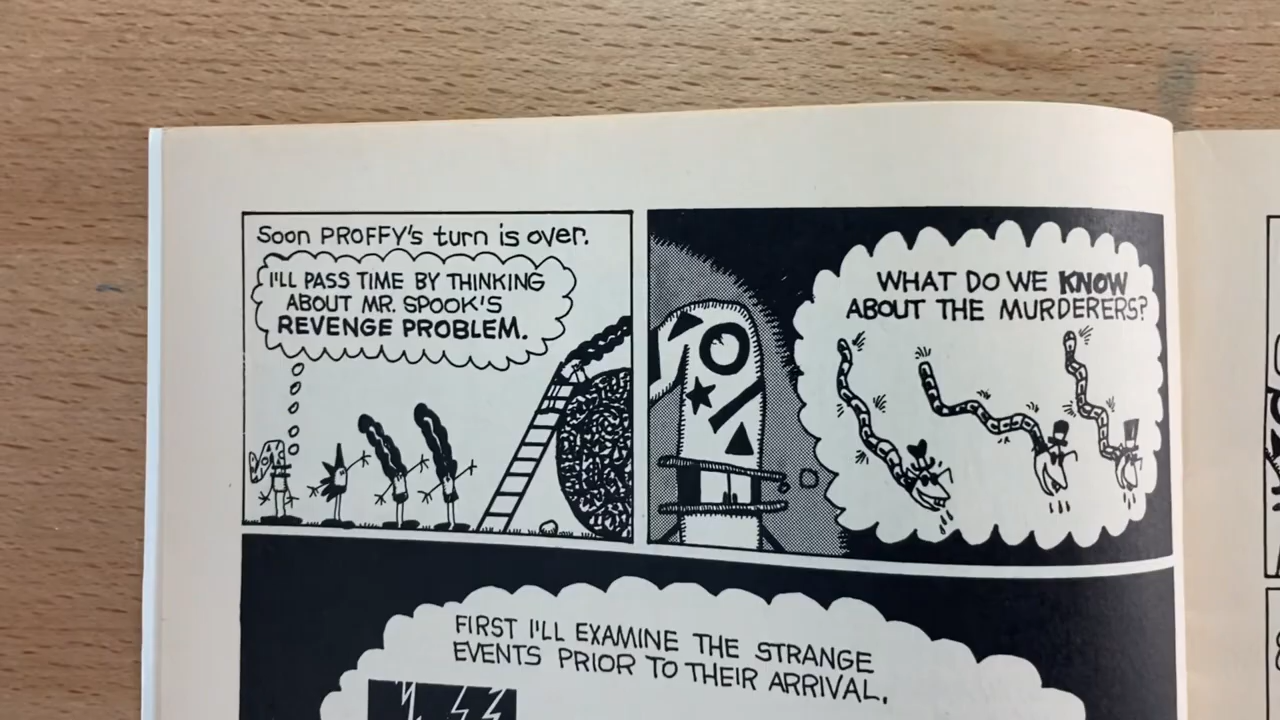 Soon PROFFY'S turn is over.
I'LL PASS TIME BY THINKING
ABOUT MR. SPOOK'S
REVENGE PROBLEM.
WHAT DO WE KNOW
ABOUT THE MURDERERS?
FIRST I'LL EXAMINE THE STRANGE
EVENTS PRIOR TO THEIR ARRIVAL.